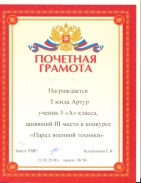 ПОЧЕТНАЯ
ГРАМОТА
Награждается
Артур
ученик 3 «А» класса,
занявший III место в конкурсе
«Парад военной техники»